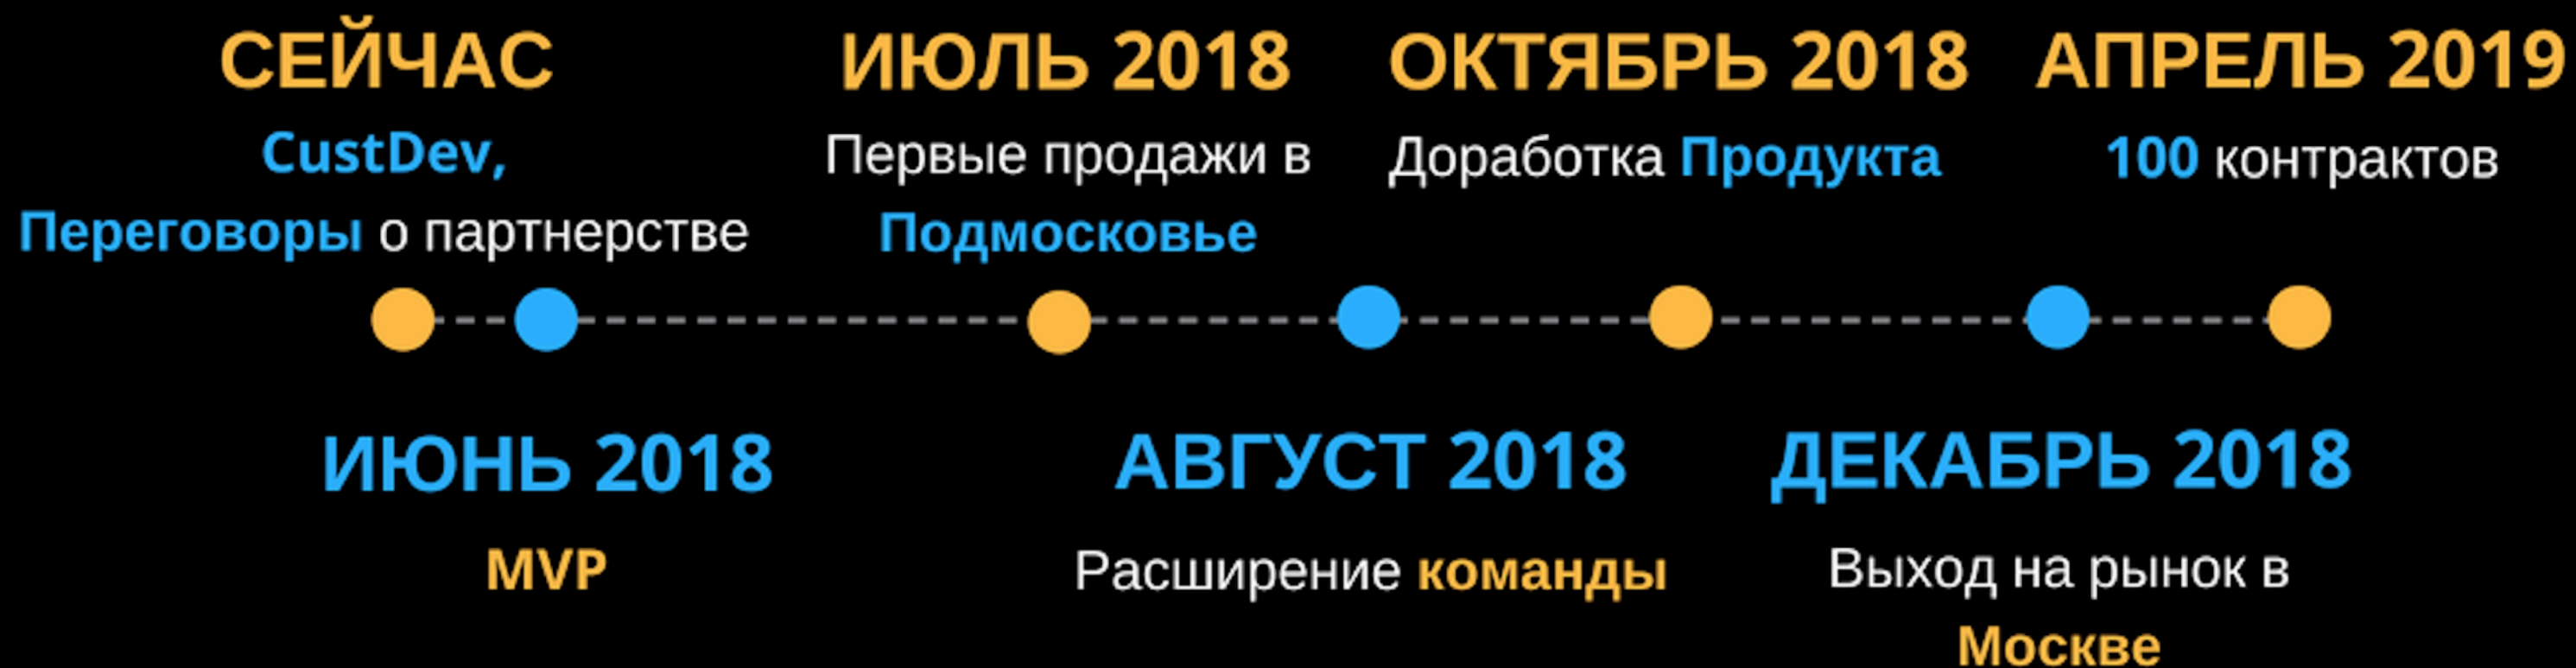 СЕЙЧАС
CustDev,
Переговоры о партнерстве
ИЮНЬ 2018
MVP
ИЮЛЬ 2018
Первые продажи в
Подмосковье
АВГУСТ 2018
Расширение команды
ОКТЯБРЬ 2018
Доработка Продукта
ДЕКАБРЬ 2018
Выход на рынок в
Москве
АПРЕЛЬ 2019
100 контрактов